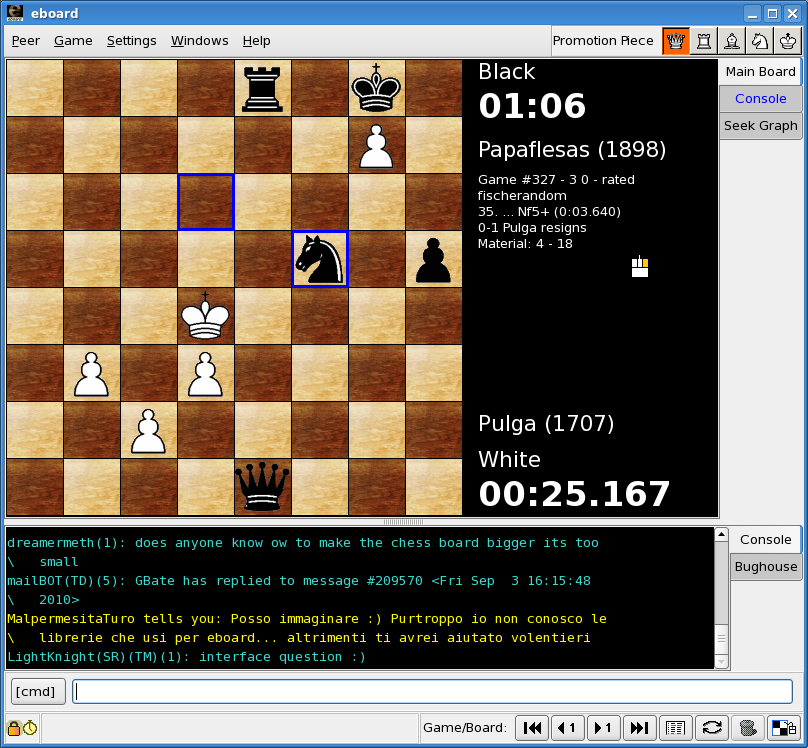 eboard
Peer Game Settings Windows Help
Promotion Piece
Black
01:06
Papaflesas (1898)
Game #327 - 3 0 - rated
fischerandom
35. ... Nf5+ (0:03.640)
0-1 Pulga resigns
Material: 4 - 18
Pulga (1707)
White
00:25.167
Main Board
Console
Seek Graph
dreamermeth(1): does anyone know ow to make the chess board bigger its too
\   small
mailBOT(TD)(5): GBate has replied to message #209570 <Fri Sep  3 16:15:48
\   2010>
MalpermesitaTuro tells you: Posso immaginare :) Purtroppo io non conosco le
\   librerie che usi per eboard... altrimenti ti avrei aiutato volentieri
LightKnight(SR)(TM)(1): interface question :)
Console
Bughouse
[cmd]
Game/Board: 1 1